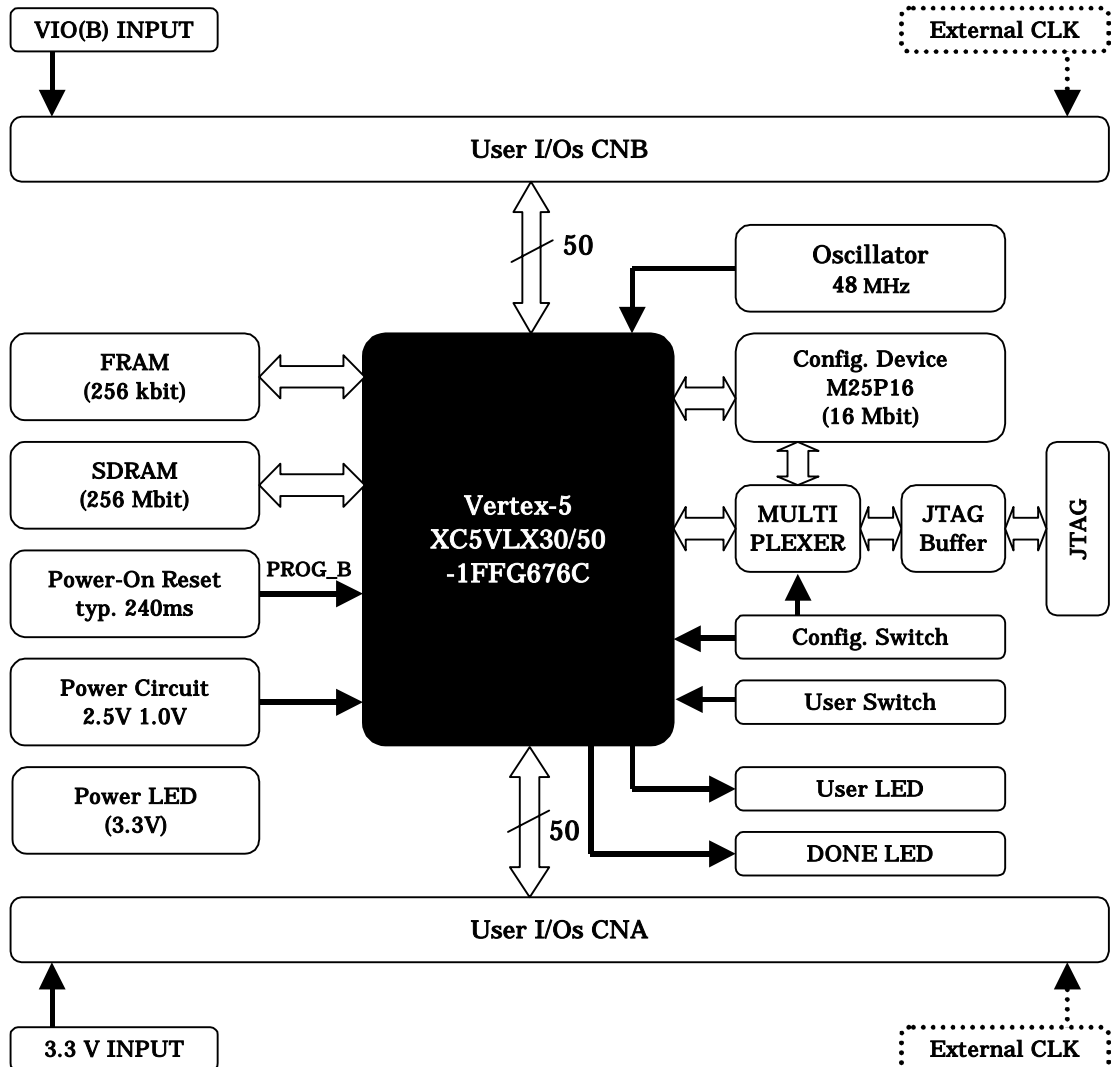 VIO(B) INPUT
External CLK
User I/Os CNB
50
Oscillator
48 MHz
FRAM
(256 kbit)
Config. Device
M25P16
(16 Mbit)
SDRAM
(256 Mbit)
Vertex-5
XC5VLX30/50
-1FFG676C
MULTI
PLEXER
JTAG
Buffer
JTAG
Power-On Reset
typ. 240ms
PROG_B
Config. Switch
Power Circuit
2.5V 1.0V
User Switch
Power LED
(3.3V)
User LED
50
DONE LED
User I/Os CNA
3.3 V INPUT
External CLK